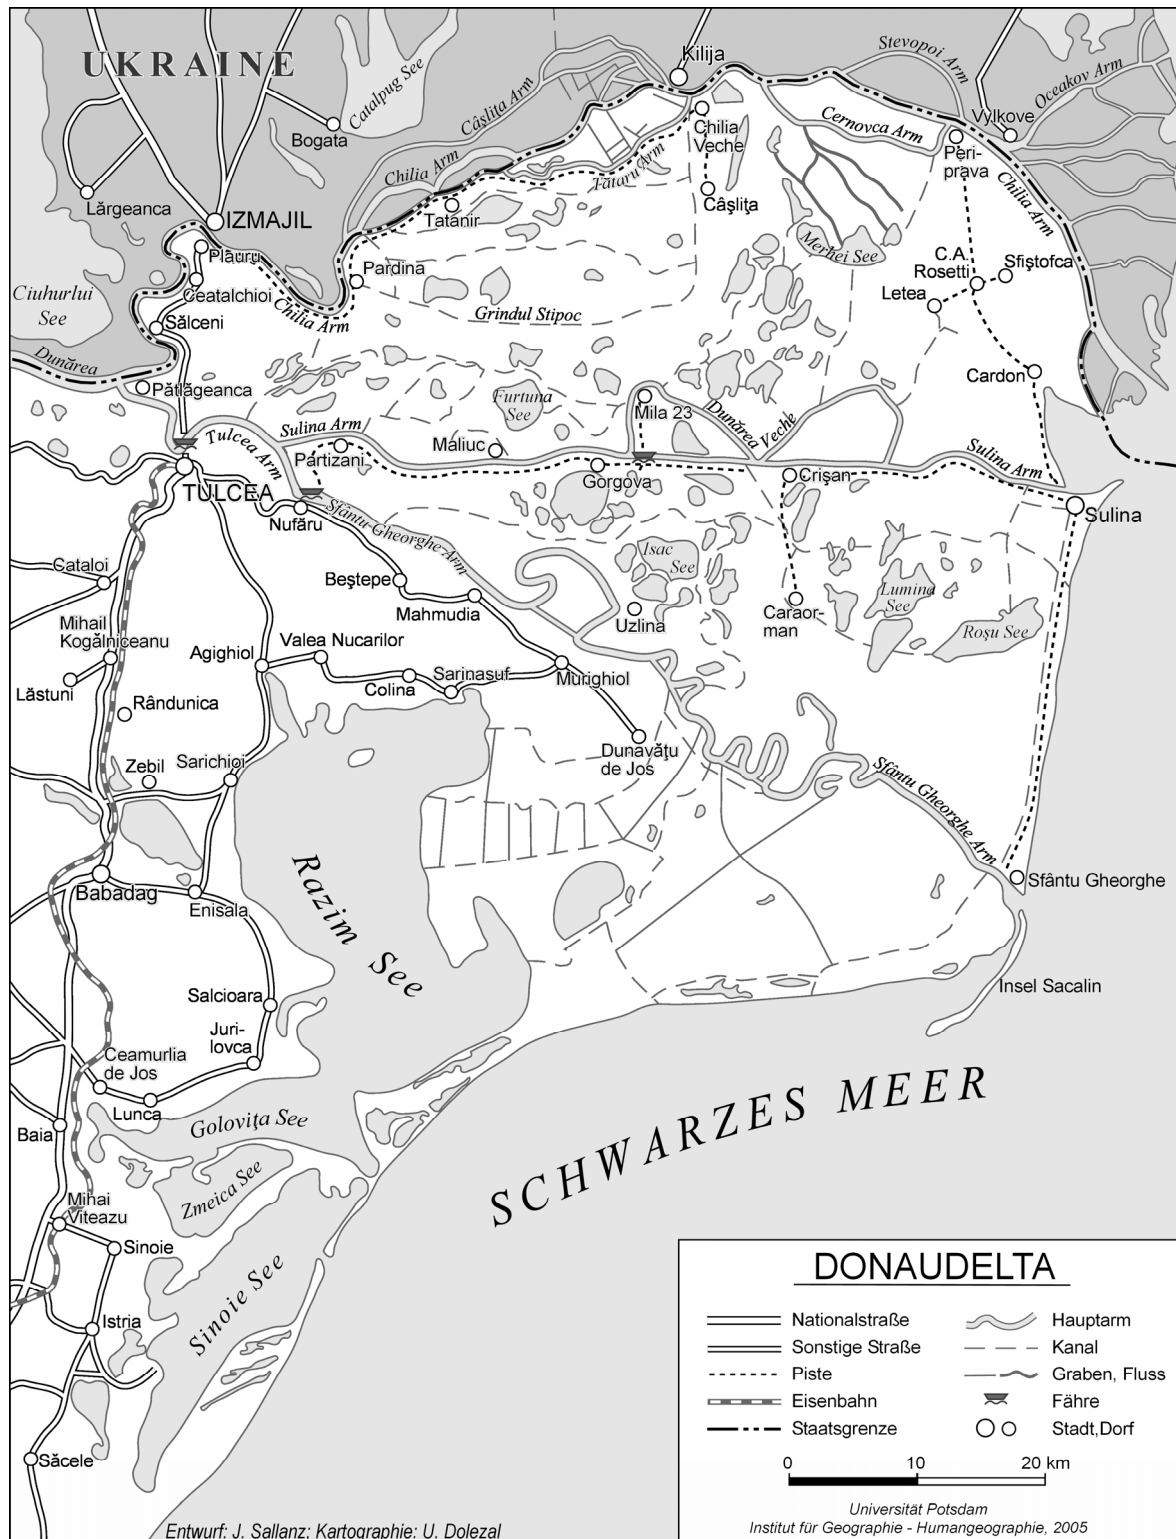 UKRAINE
Catalpug See
Bogata
Lărgeanca
IZMAJIL
Kilija
Câşliţa Arm
Chilia Arm
Stevopoi Arm
Oceakov Arm
Vylkove
Cernovca Arm
Chilia
Veche
Peri-
prava
Tătaru Arm
Tatanir
Câşliţa
Chilia Arm
Merhei See
Plauru
Ceatalchioi
Pardina
C.A.
Rosetti
Sfiştofca
Letea
Ciuhurlui
See
Chilia Arm
Sălceni
Grindul Stipoc
Dunărea
Pătlăgeanca
Furtuna
See
Cardon
Mila 23
Dunărea
Veche
Tulcea Arm
Sulina Arm
Partizani
Maliuc
Gorgova
Crişan
Sulina Arm
Sulina
TULCEA
Nufăru
Sfântu Gheorghe Arm
Isac
See
Cataloi
Beştepe
Mahmudia
Uzlina
Caraor-
man
Lumina
See
Roşu See
Mihail
Kogălniceanu
Agighiol
Valea Nucarilor
Lăstuni
Colina
Sarinasuf
Murighiol
Rândunica
Dunavăţu
de Jos
Zebil
Sarichioi
Sfântu Gheorghe Arm
Razim See
Babadag
Enisala
Sfântu Gheorghe
Salcioara
Insel Sacalin
Juri-
lovca
Ceamurlia
de Jos
Lunca
Baia
Goloviţa See
SCHWARZES MEER
Zmeica See
Mihai
Viteazu
Sinoie
Sinoie See
Istria
Săcele
DONAUDELTA
Nationalstraße
Sonstige Straße
Piste
Eisenbahn
Staatsgrenze
Hauptarm
Kanal
Graben, Fluss
Fähre
Stadt,Dorf
0 10 20 km
Universität Potsdam
Institut für Geographie - Humangeographie, 2005
Entwurf: J. Sallanz; Kartographie: U. Dolezal